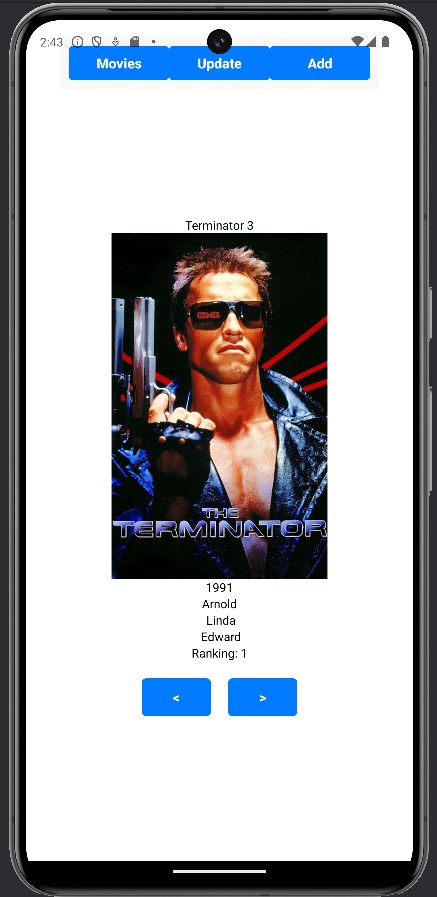 2:43
Movies Update Add
Terminator 3
THE
TERMINATOR
1991
Arnold
Linda
Edward
Ranking: 1
< >